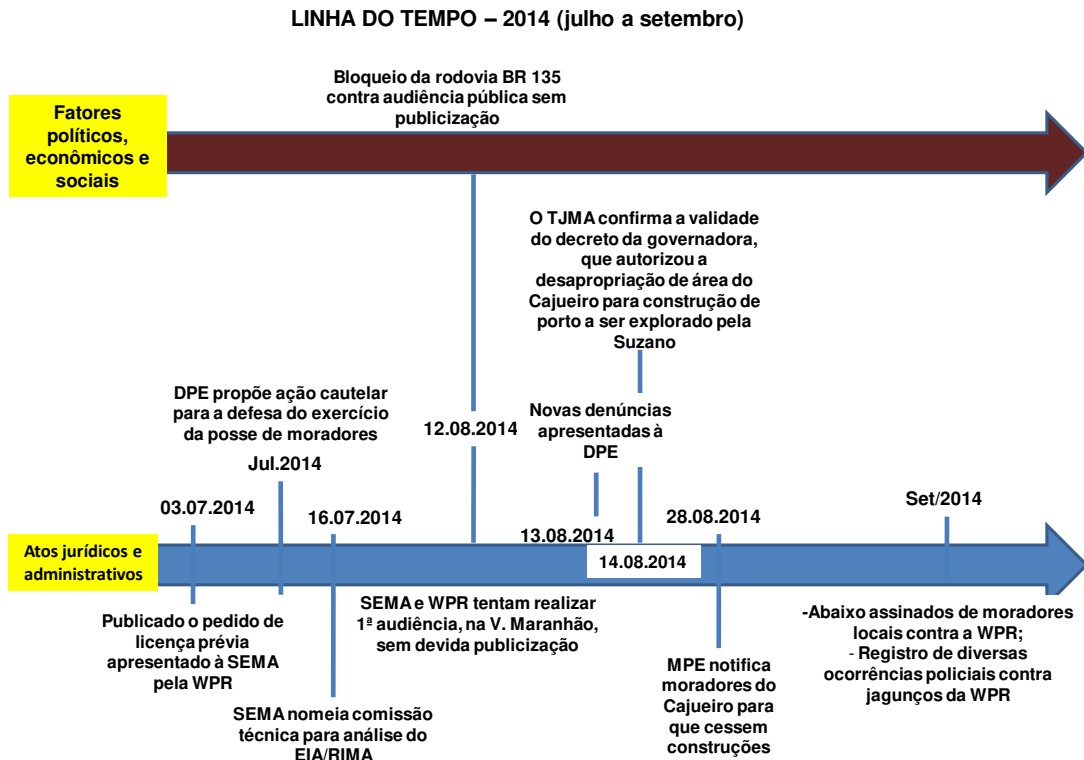 LINHA DO TEMPO – 2014 (julho a setembro)
Bloqueio da rodovia BR 135
contra audiência pública sem
publicização
Fatores
políticos,
econômicos e
sociais
O TJMA confirma a validade
do decreto da governadora,
que autorizou a
desapropriação de área do
Cajueiro para construção de
porto a ser explorado pela
Suzano
DPE propõe ação cautelar
para a defesa do exercício
da posse de moradores
Jul.2014
12.08.2014
Novas denúncias
apresentadas à
DPE
03.07.2014
16.07.2014
13.08.2014
14.08.2014
28.08.2014
Set/2014
Atos jurídicos e
administrativos
Publicado o pedido de
licença prévia
apresentado à SEMA
pela WPR
SEMA nomeia comissão
técnica para análise do
EIA/RIMA
SEMA e WPR tentam realizar
1ª audiência, na V. Maranhão,
sem devida publicização
MPE notifica
moradores do
Cajueiro para
que cessem
construções
-Abaixo assinados de moradores
locais contra a WPR;
- Registro de diversas
ocorrências policiais contra
jagunços da WPR